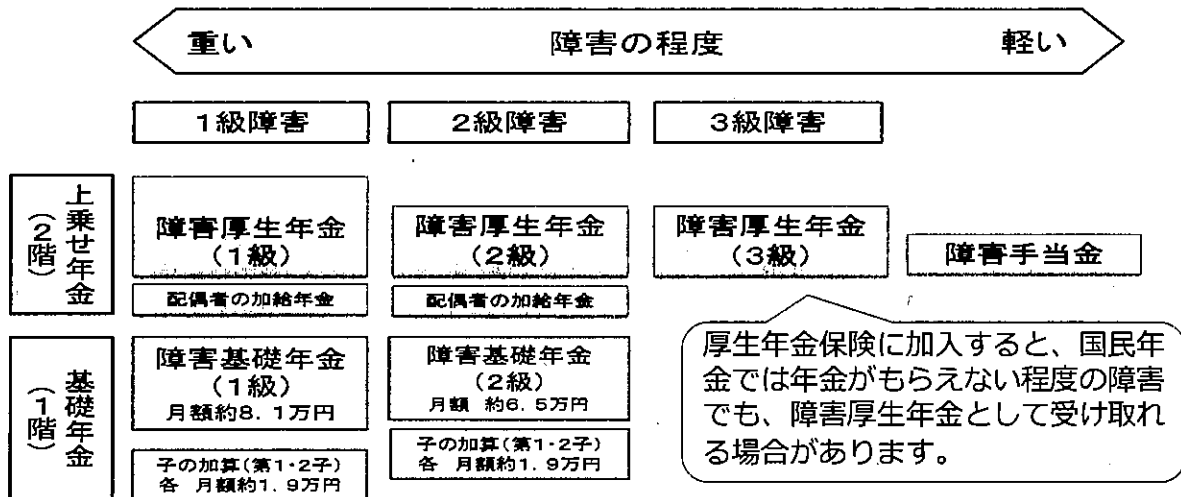 重い 障害の程度 軽い
1級障害 2級障害 3級障害
上乗せ年金
(2階)
障害厚生年金
(1級)
障害厚生年金
(2級)
障害厚生年金
(3級)
障害手当金
配偶者の加給年金
配偶者の加給年金
基礎年金
(1階)
障害基礎年金
(1級)
月額約8.1万円
障害基礎年金
(2級)
月額 約6.5万円
子の加算(第1・2子)
各 月額約1.9万円
子の加算(第1・2子)
各 月額約1.9万円
厚生年金保険に加入すると、国民年
金では年金がもらえない程度の障害
でも、障害厚生年金として受け取れ
る場合があります。